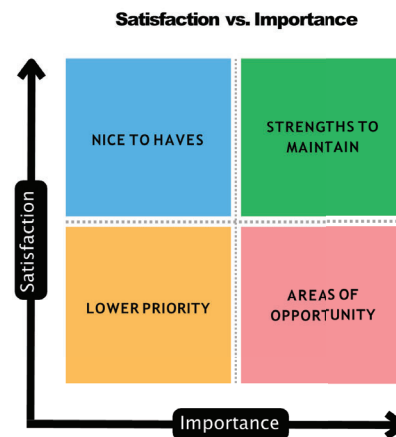 Satisfaction vs. Importance
NICE TO HAVES
STRENGTHS TO
MAINTAIN
Satisfaction
LOWER PRIORITY
AREAS OF
OPPORTUNITY
Importance